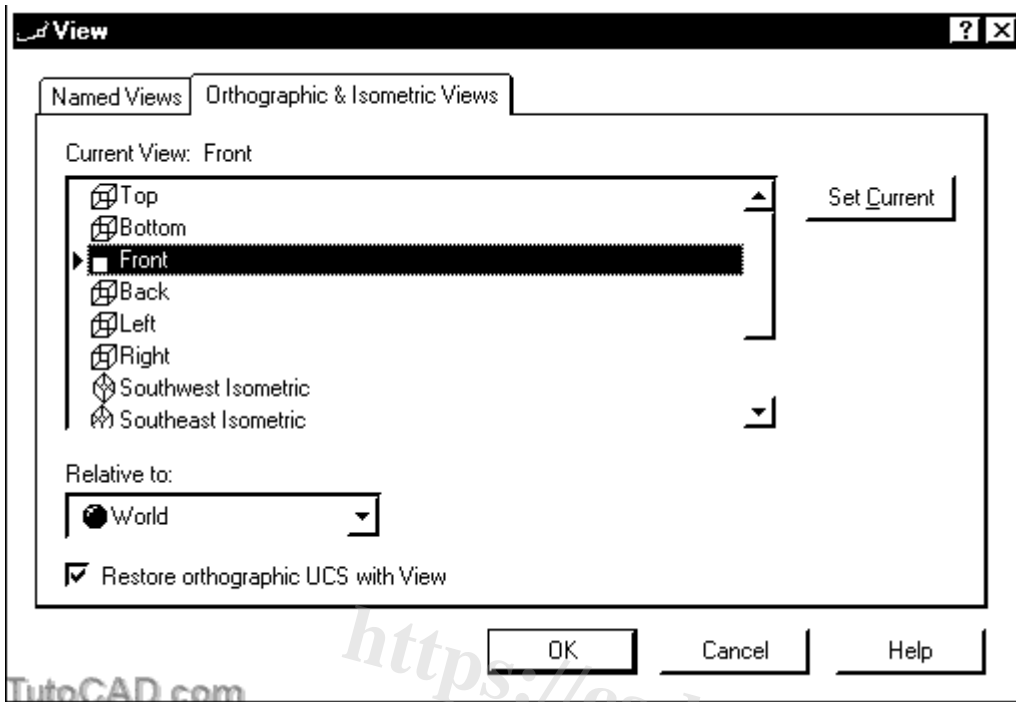 View
Named Views
Orthographic & Isometric Views
Current View: Front
Top
Bottom
Front
Back
Left
Right
Southwest Isometric
Southeast Isometric
Set Current
Relative to:
World
Restore orthographic UCS with View
OK
Cancel
Help
TutoCAD.com